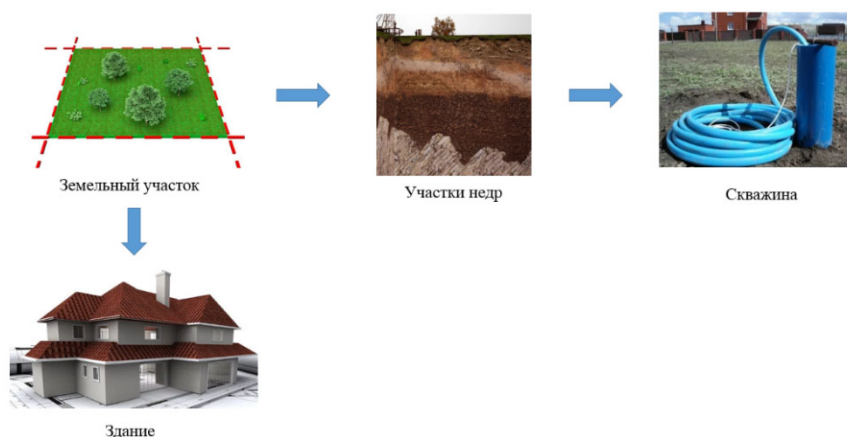 Земельный участок
Участки недр
Скважина
Здание